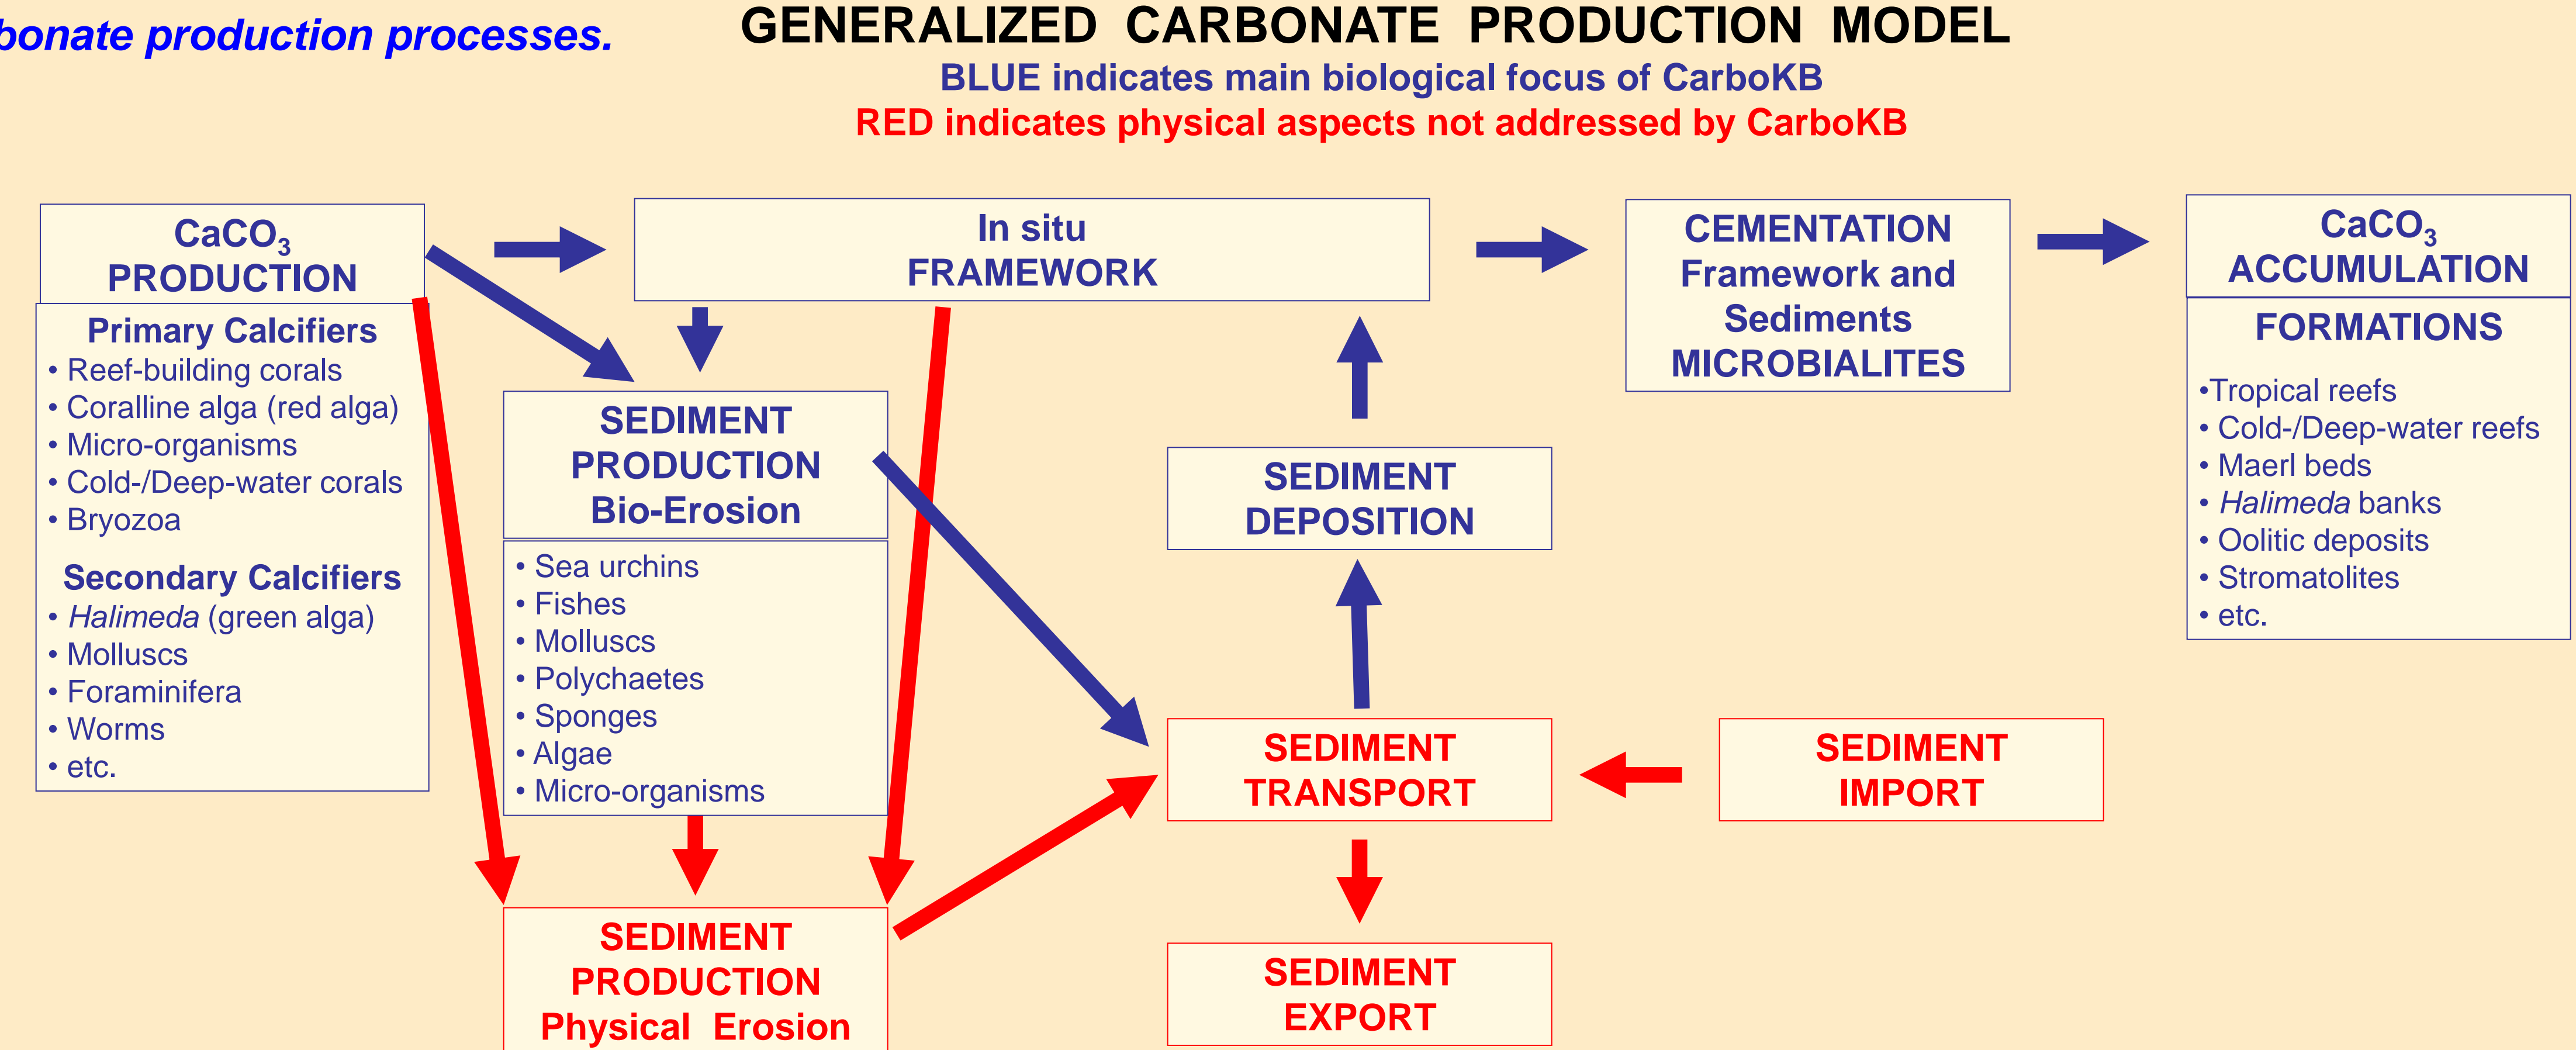 bonate production processes.
GENERALIZED CARBONATE PRODUCTION MODEL
BLUE indicates main biological focus of CarboKB
RED indicates physical aspects not addressed by CarboKB
CaCO₃
PRODUCTION
Primary Calcifiers
• Reef-building corals
• Coralline alga (red alga)
• Micro-organisms
• Cold-/Deep-water corals
• Bryozoa
Secondary Calcifiers
• Halimeda (green alga)
• Molluscs
• Foraminifera
• Worms
• etc.
In situ
FRAMEWORK
SEDIMENT
PRODUCTION
Bio-Erosion
• Sea urchins
• Fishes
• Molluscs
• Polychaetes
• Sponges
• Algae
• Micro-organisms
SEDIMENT
PRODUCTION
Physical Erosion
SEDIMENT
DEPOSITION
SEDIMENT
TRANSPORT
SEDIMENT
EXPORT
SEDIMENT
IMPORT
CEMENTATION
Framework and
Sediments
MICROBIALITES
CaCO₃
ACCUMULATION
FORMATIONS
•Tropical reefs
• Cold-/Deep-water reefs
• Maerl beds
• Halimeda banks
• Oolitic deposits
• Stromatolites
• etc.